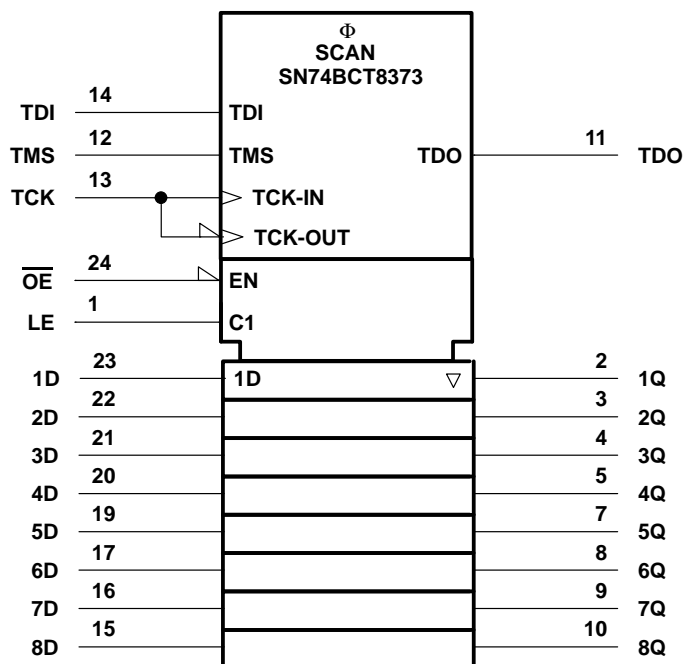 Φ
SCAN
SN74BCT8373
TDI 14 TDI
TMS 12 TMS TDO 11 TDO
TCK 13 TCK-IN
TCK-OUT
OE 24 EN
LE 1 C1
1D 23 1D 2 1Q
2D 22 3 2Q
3D 21 4 3Q
4D 20 5 4Q
5D 19 7 5Q
6D 17 8 6Q
7D 16 9 7Q
8D 15 10 8Q